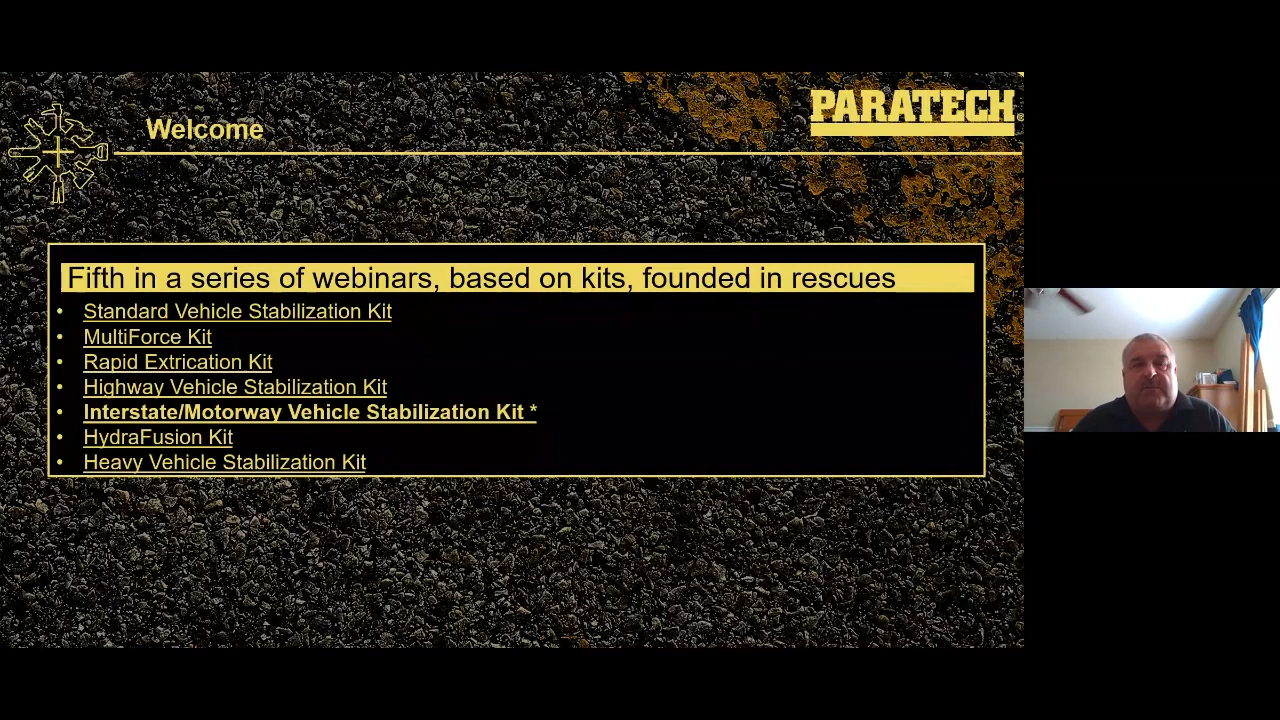 PARATECH®
Welcome
Fifth in a series of webinars, based on kits, founded in rescues
• Standard Vehicle Stabilization Kit
• MultiForce Kit
• Rapid Extrication Kit
• Highway Vehicle Stabilization Kit
• Interstate/Motorway Vehicle Stabilization Kit *
• HydraFusion Kit
• Heavy Vehicle Stabilization Kit